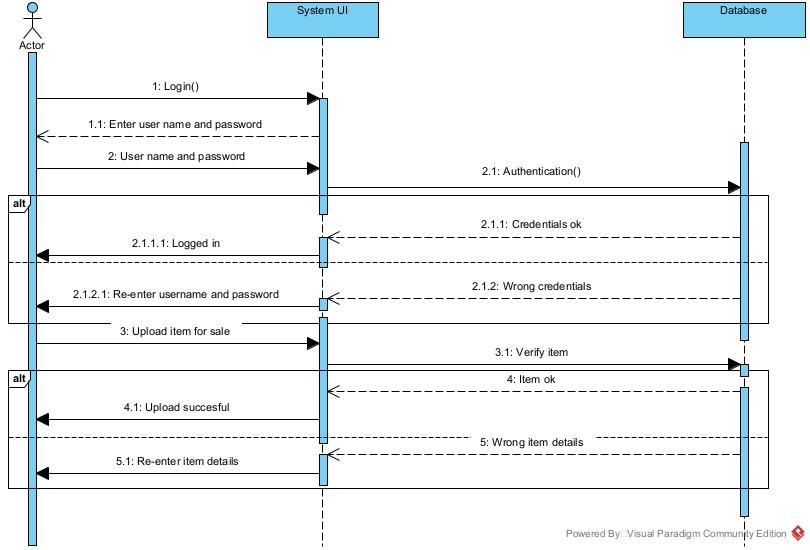 System UI
Database
Actor
1: Login()
1.1: Enter user name and password
2: User name and password
2.1: Authentication()
alt
2.1.1: Credentials ok
2.1.1.1: Logged in
2.1.2: Wrong credentials
2.1.2.1: Re-enter username and password
3: Upload item for sale
3.1: Verify item
alt
4: Item ok
4.1: Upload succesful
5: Wrong item details
5.1: Re-enter item details
Powered By Visual Paradigm Community Edition